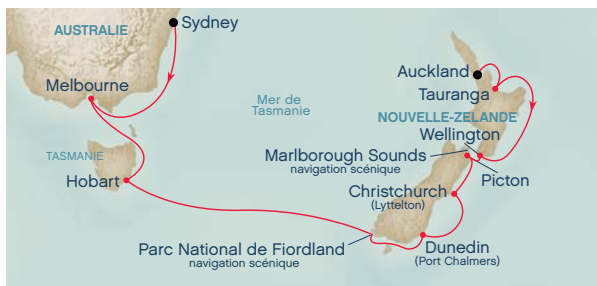 AUSTRALIE
Sydney
Melbourne
Mer de
Tasmanie
TASMANIE
Hobart
Auckland
Tauranga
NOUVELLE-ZELANDE
Wellington
Marlborough Sounds
navigation scénique
Picton
Christchurch
(Lyttelton)
Parc National de Fiordland
navigation scénique
Dunedin
(Port Chalmers)